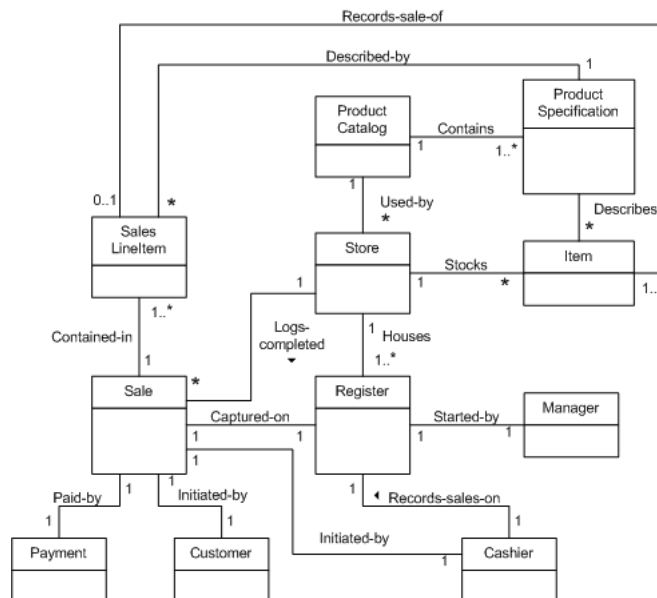 Records-sale-of
Described-by
1
Product
Specification
Product
Catalog
Contains
1
1..*
0..1
*
1
Used-by
*
Describes
*
Sales
LineItem
Store
Item
Stocks
1
1
*
1..
1..*
Contained-in
1
Logs-
completed
1
Houses
1..*
*
Sale
Register
Manager
Captured-on
1
1
Started-by
1
1
1
Paid-by
1
1
Initiated-by
1
Records-sales-on
1
1
1
Initiated-by
1
Payment
Customer
Cashier